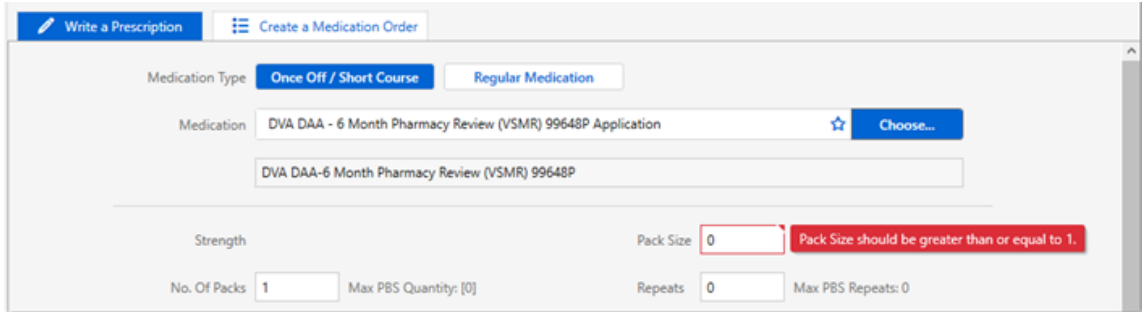 Write a Prescription Create a Medication Order
Medication Type Once Off / Short Course Regular Medication
Medication DVA DAA - 6 Month Pharmacy Review (VSMR) 99648P Application Choose...
DVA DAA-6 Month Pharmacy Review (VSMR) 99648P
Strength Pack Size 0 Pack Size should be greater than or equal to 1.
No. Of Packs 1 Max PBS Quantity: [0] Repeats 0 Max PBS Repeats: 0